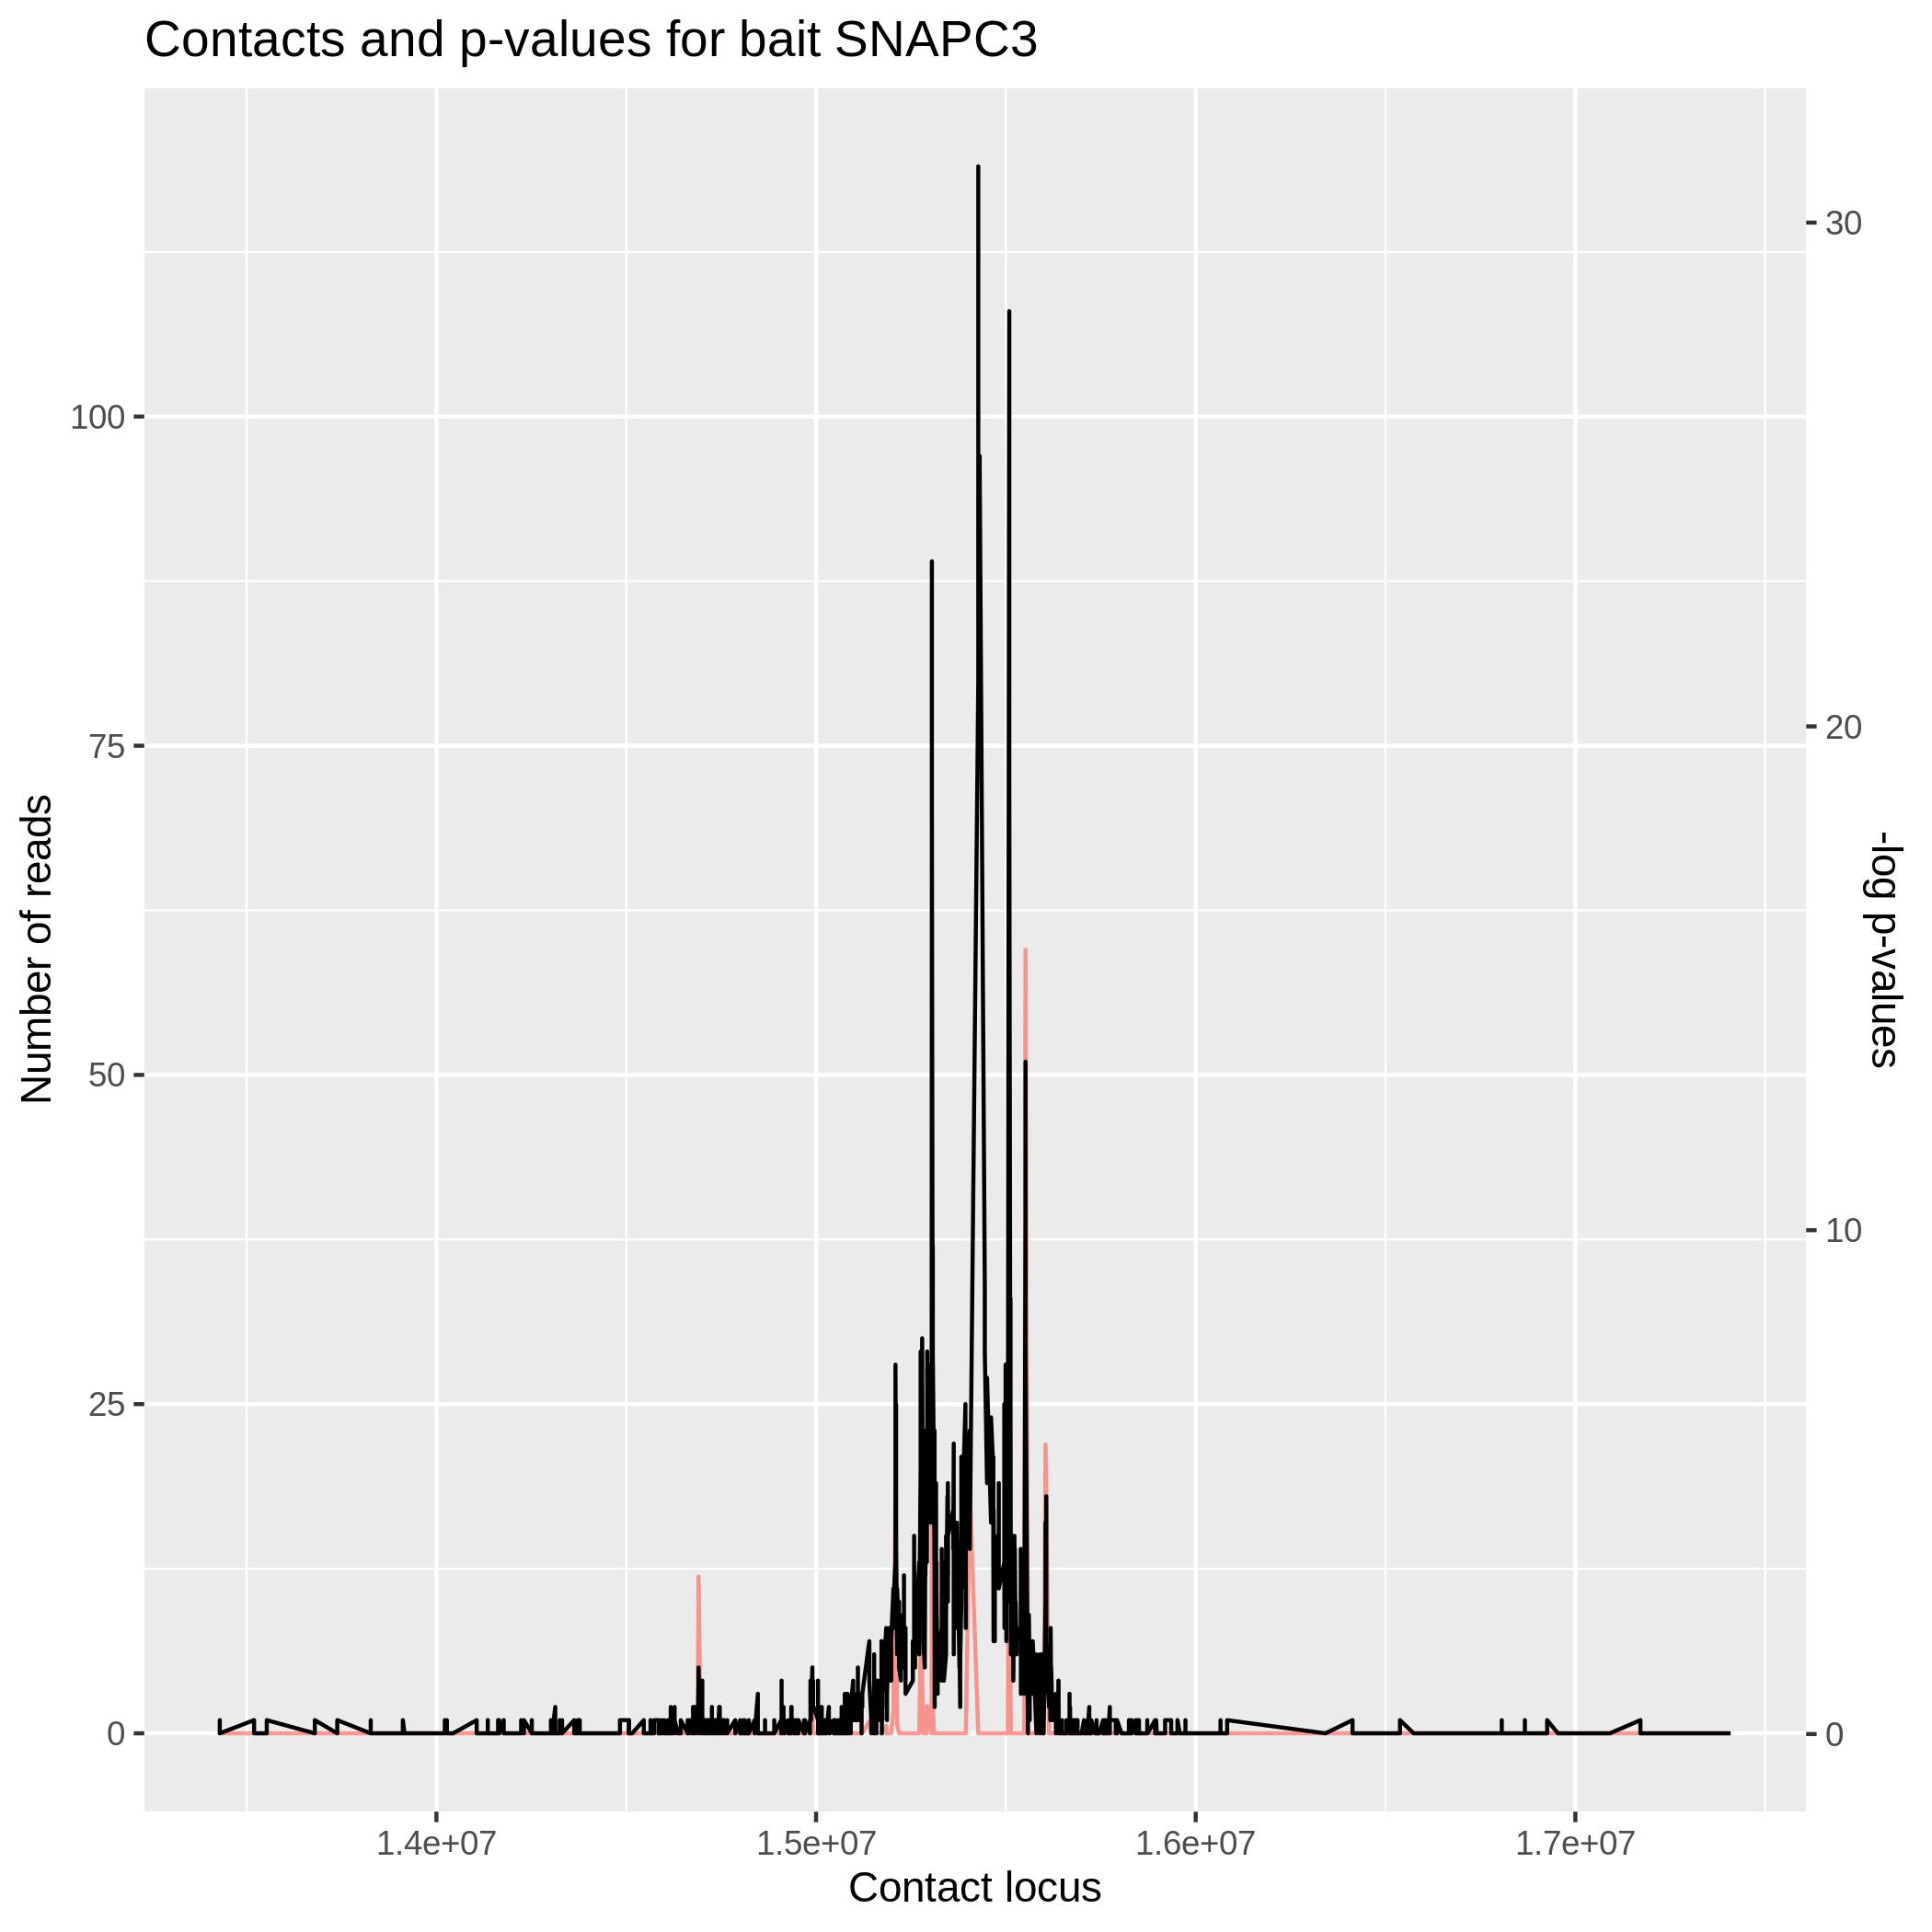 Contacts and p-values for bait SNAPC3
Number of reads
100
75
50
25
0
30
20
10
0
-log p-values
1.4e+07
1.5e+07
1.6e+07
1.7e+07
Contact locus